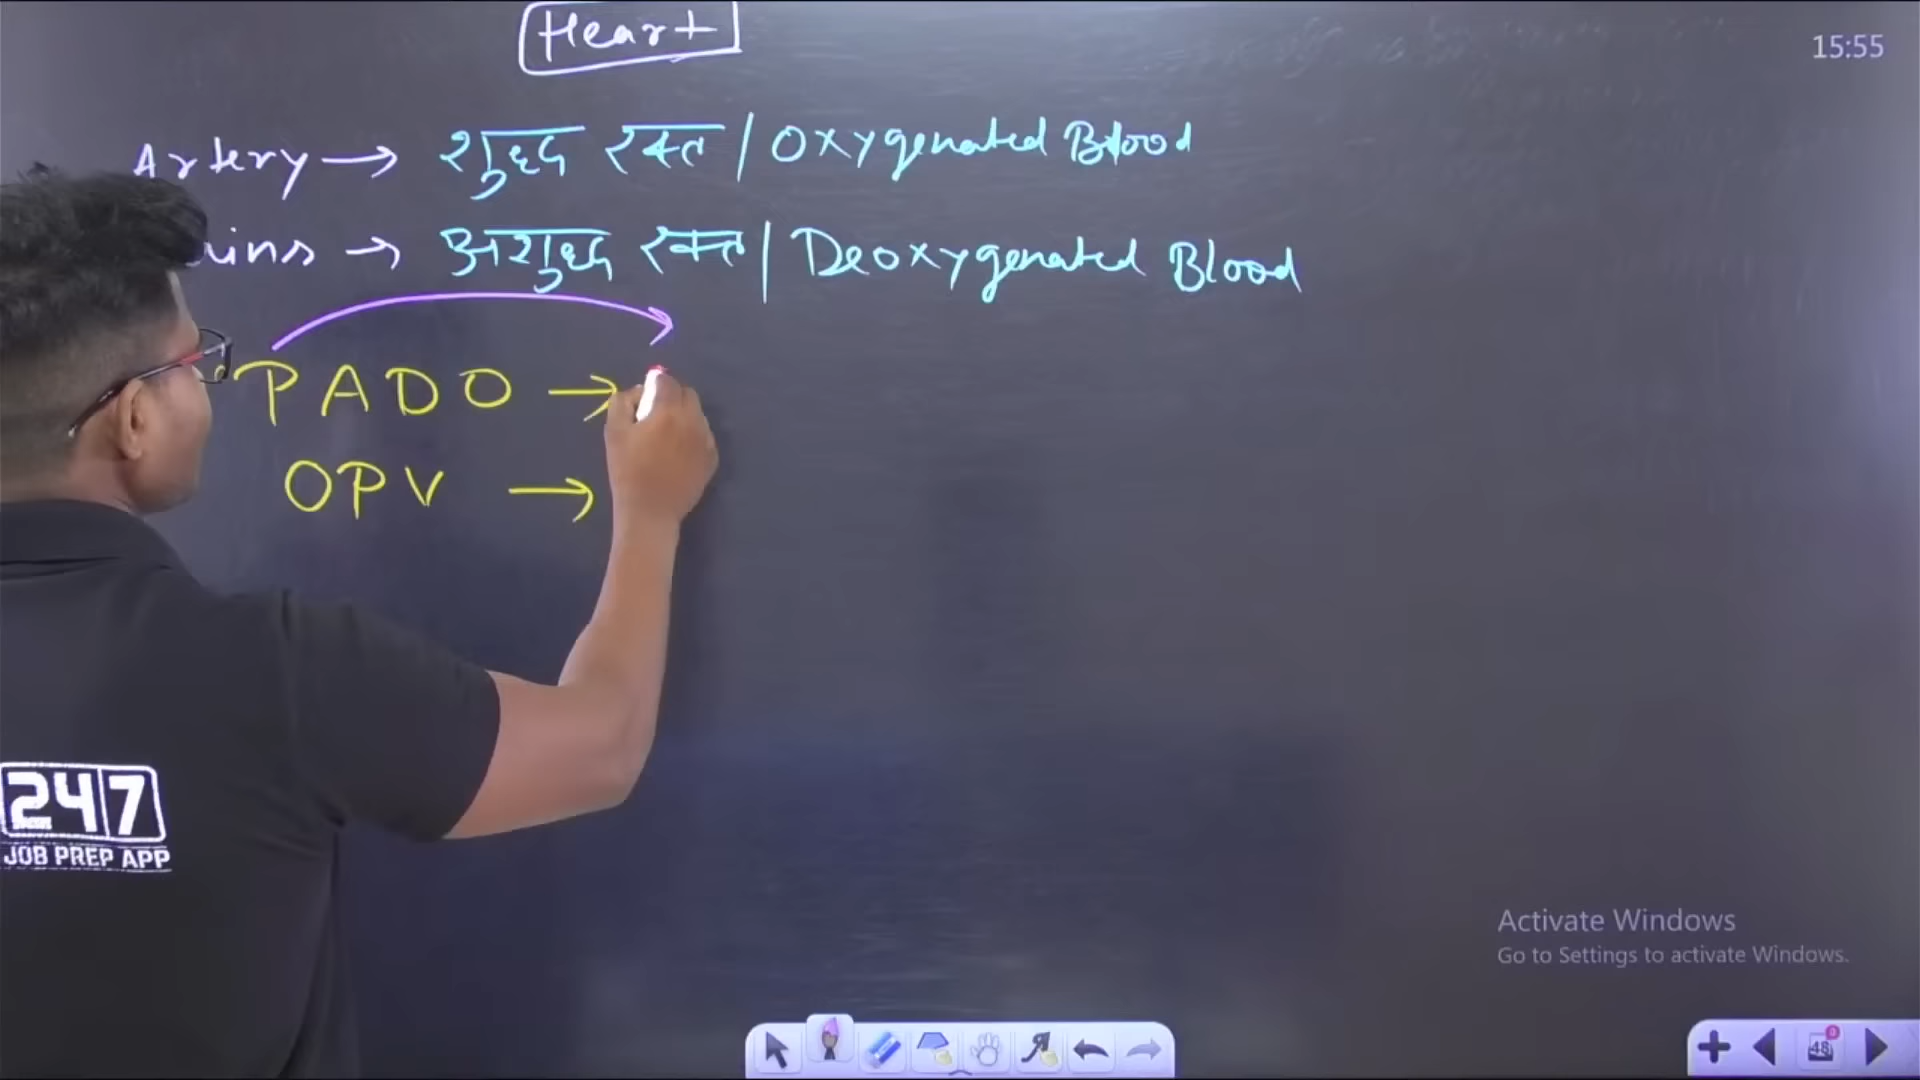 Heart
15:55
Artery → शुद्ध रक्त / Oxygenated Blood
→ अशुद्ध रक्त / Deoxygenated Blood
PADO →
OPV →
247
JOB PREP APP
Activate Windows
Go to Settings to activate Windows.
48